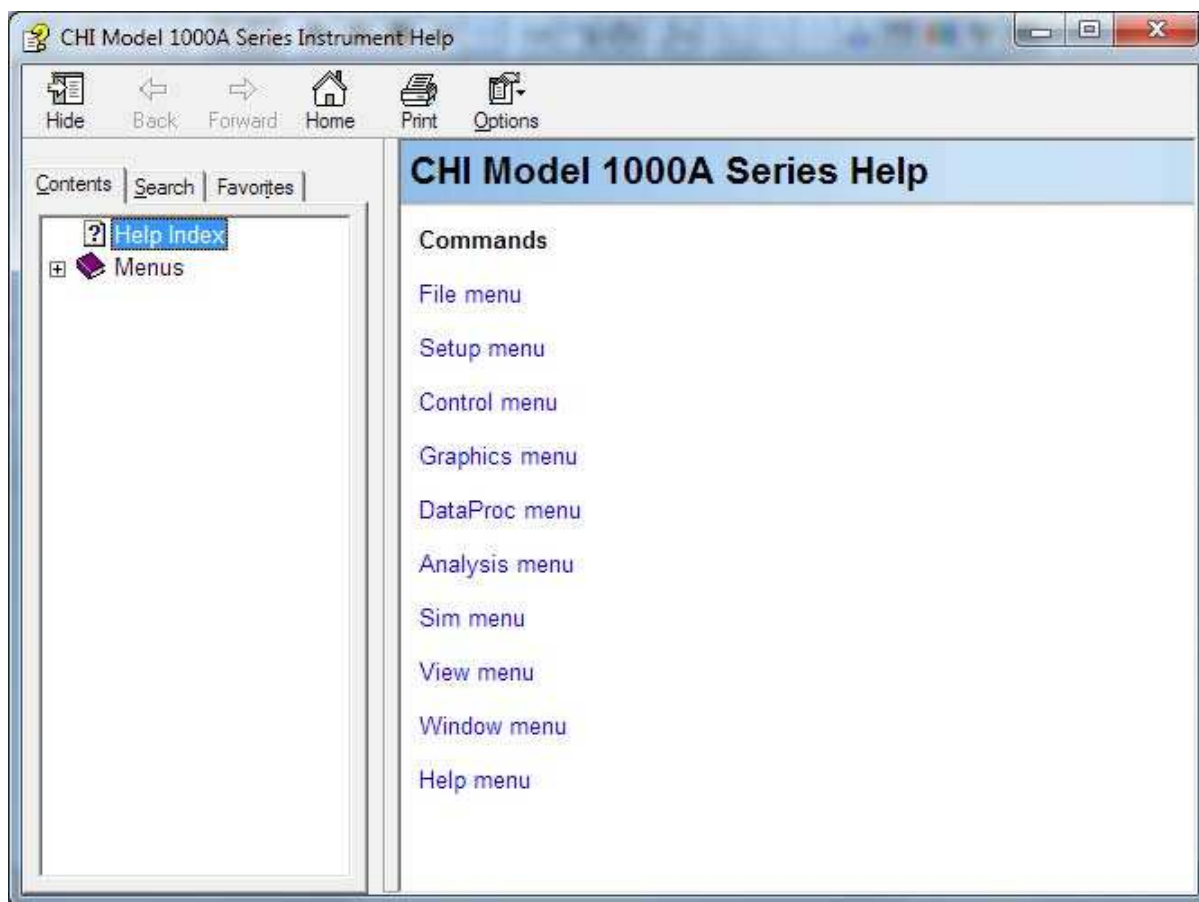 CHI Model 1000A Series Instrument Help
Hide Back Forward Home Print Options
Contents Search Favorites
Help Index
Menus
CHI Model 1000A Series Help
Commands
File menu
Setup menu
Control menu
Graphics menu
DataProc menu
Analysis menu
Sim menu
View menu
Window menu
Help menu